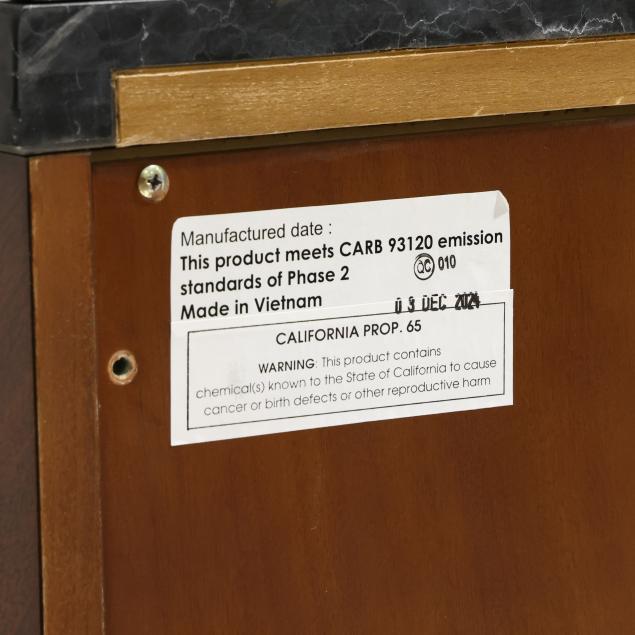 Manufactured date :
This product meets CARB 93120 emission
standards of Phase 2
QC 010
Made in Vietnam
03 DEC 2024
CALIFORNIA PROP. 65
WARNING: This product contains
chemical(s) known to the State of California to cause
cancer or birth defects or other reproductive harm